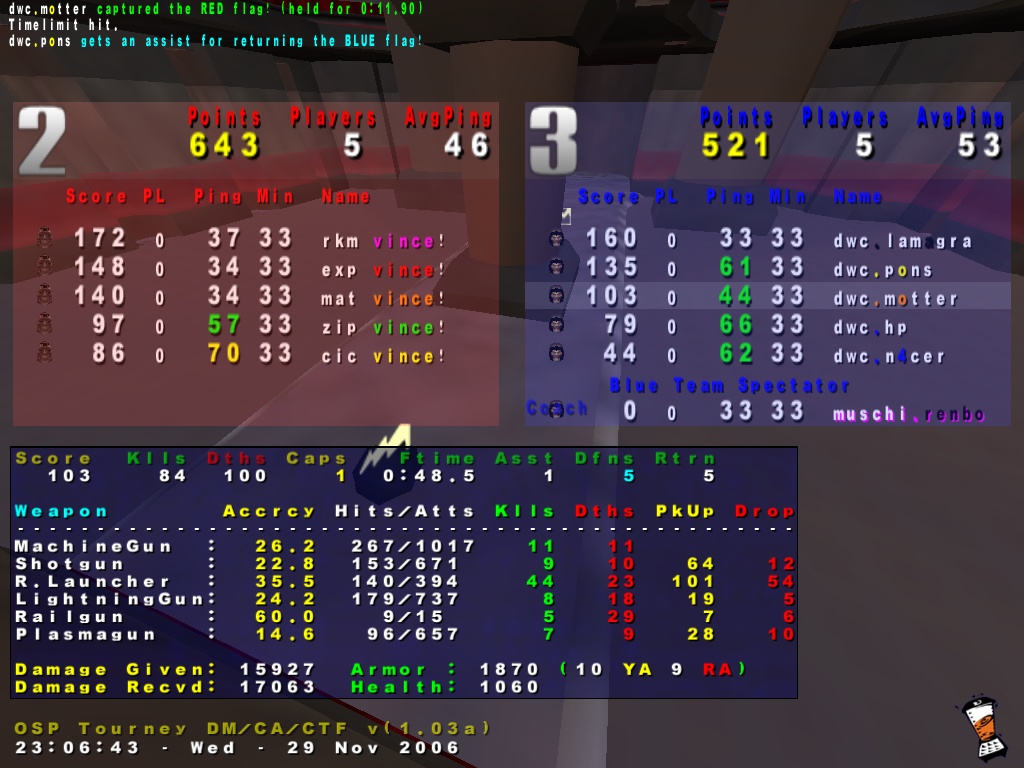 dwc.motter captured the RED flag! (held for 0:11.90)
Timelimit hit.
dwc.pons gets an assist for returning the BLUE flag!
2 Points Players AvgPing
643 5 46
Score PL Ping Min Name
172 0 37 33 rkm vince!
148 0 34 33 exp vince!
140 0 34 33 mat vince!
97 0 57 33 zip vince!
86 0 70 33 cic vince!
3 Points Players AvgPing
521 5 53
Score PL Ping Min Name
160 0 33 33 dwc.lamagra
135 0 61 33 dwc.pons
103 0 44 33 dwc.motter
79 0 66 33 dwc.hp
44 0 62 33 dwc.n4cer
Blue Team Spectator
Coach 0 0 33 33 muschi.renbo
Score Klls Dths Caps Ftime Asst Dfns Rtrn
103 84 100 1 0:48.5 1 5 5
Weapon Accrcy Hits/Atts Klls Dths PkUp Drop
- - - - - - - - - - - - - - - - - - - - - - - - - - - - - - - - - - - - - - - - - - - - - - -
MachineGun : 26.2 267/1017 11 11
Shotgun : 22.8 153/671 9 10 64 12
R.Launcher : 35.5 140/394 44 23 101 54
LightningGun: 24.2 179/737 8 18 19 5
Railgun : 60.0 9/15 5 29 7 6
Plasmagun : 14.6 96/657 7 9 28 10
Damage Given: 15927 Armor : 1870 (10 YA 9 RA)
Damage Recvd: 17063 Health: 1060
OSP Tourney DM/CA/CTF v(1.03a)
23:06:43 - Wed - 29 Nov 2006